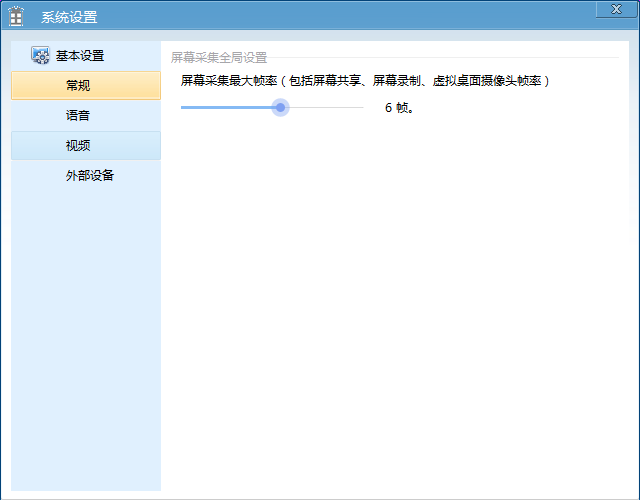 系统设置
基本设置
常规
语音
视频
外部设备
屏幕采集全局设置
屏幕采集最大帧率（包括屏幕共享、屏幕录制、虚拟桌面摄像头帧率）
6 帧。